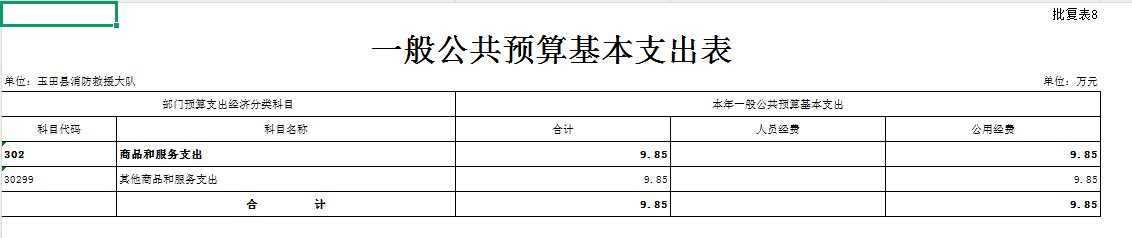 批复表8
一般公共预算基本支出表
单位：玉田县消防救援大队 单位：万元
部门预算支出经济分类科目 本年一般公共预算基本支出
科目代码 科目名称 合计 人员经费 公用经费
302 商品和服务支出 9.85 9.85
30299 其他商品和服务支出 9.85 9.85
合 计 9.85 9.85